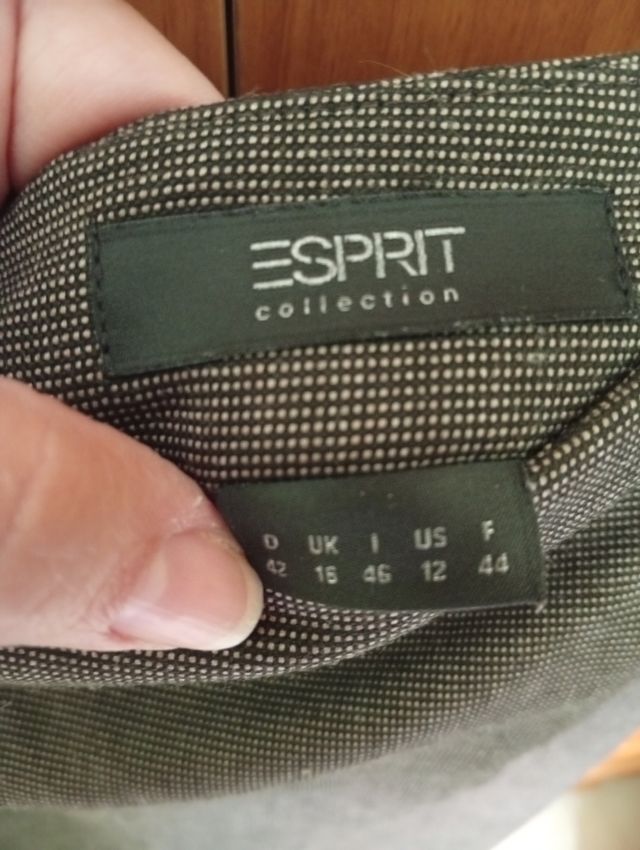 ESPRIT
collection
D UK I US F
42 16 46 12 44